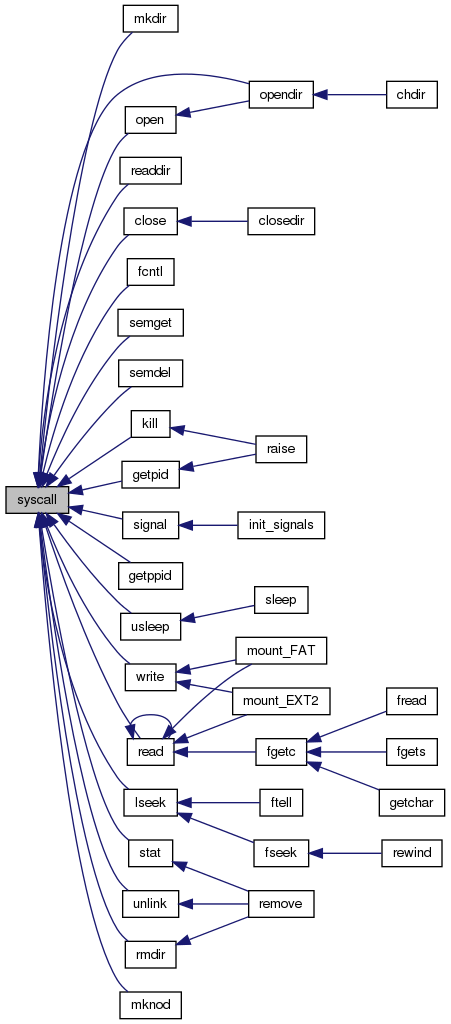 mkdir
opendir
chdir
open
readdir
close
closedir
fcntl
semget
semdel
kill
raise
getpid
syscall
signal
init_signals
getppid
usleep
sleep
write
mount_FAT
mount_EXT2
read
fgetc
fread
fgets
getchar
lseek
ftell
fseek
rewind
stat
unlink
remove
rmdir
mknod